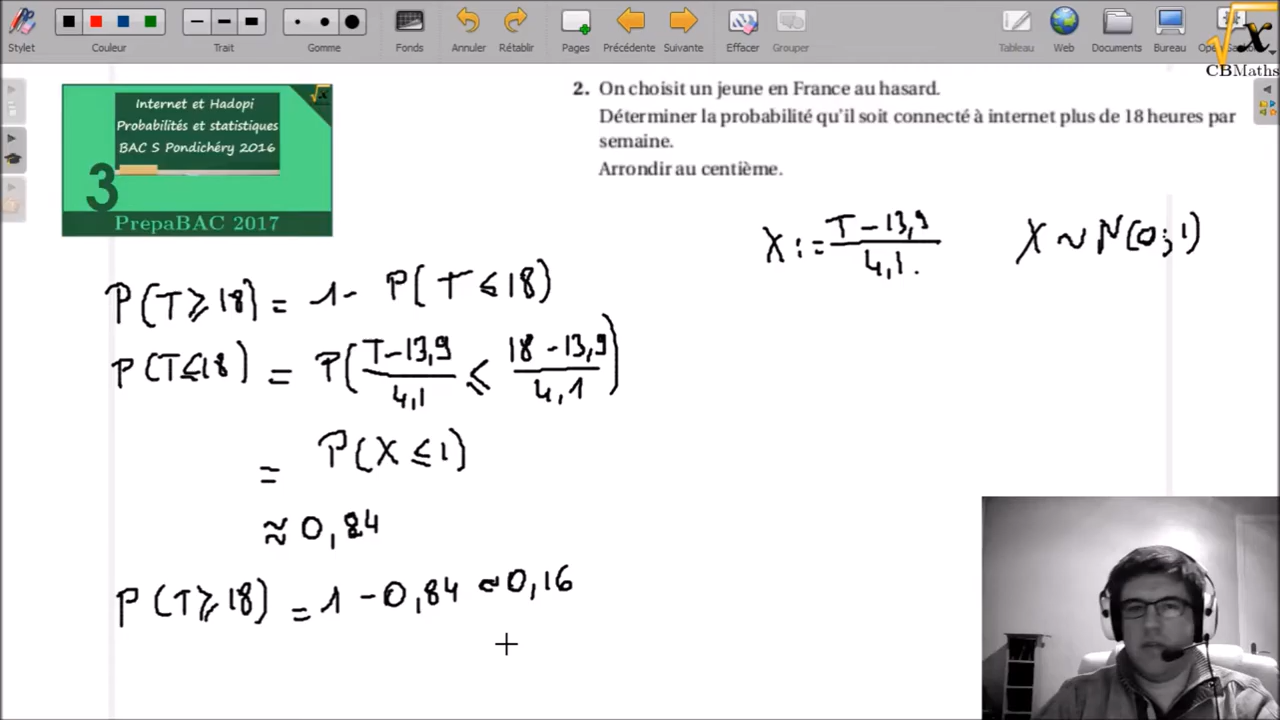 Stylet Couleur Trait Gomme Fonds Annuler Rétablir Pages Précédente Suivante Effacer Grouper Tableau Web Documents Bureau
CBMaths
Internet et Hadopi
Probabilités et statistiques
BAC S Pondichéry 2016
3
PrepaBAC 2017
2. On choisit un jeune en France au hasard.
Déterminer la probabilité qu'il soit connecté à internet plus de 18 heures par
semaine.
Arrondir au centième.
X := (T - 13,9)/4,1. X ~ N(0;1)
P(T ⩾ 18) = 1 - P(T ⩽ 18)
P(T ⩽ 18) = P((T - 13,9)/4,1 ⩽ (18 - 13,9)/4,1)
= P(X ⩽ 1)
≈ 0,84
P(T ⩾ 18) = 1 - 0,84 ≈ 0,16